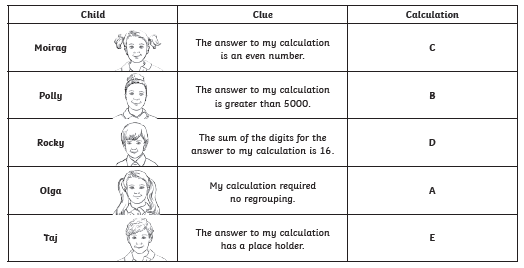 Child Clue Calculation
Moirag The answer to my calculation
is an even number. C
Polly The answer to my calculation
is greater than 5000. B
Rocky The sum of the digits for the
answer to my calculation is 16. D
Olga My calculation required
no regrouping. A
Taj The answer to my calculation
has a place holder. E